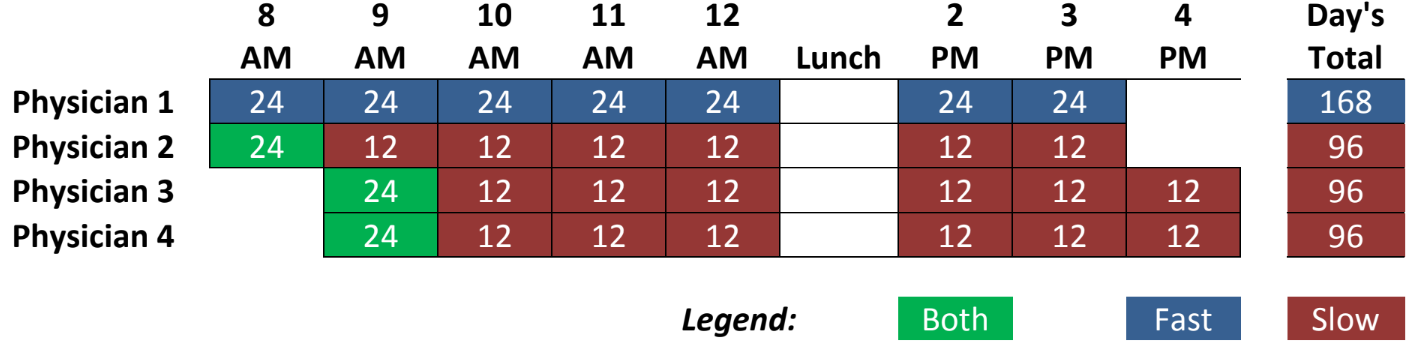 8 9 10 11 12 2 3 4 Day's
AM AM AM AM AM Lunch PM PM PM Total
Physician 1 24 24 24 24 24 24 24 168
Physician 2 24 12 12 12 12 12 12 96
Physician 3 24 12 12 12 12 12 12 96
Physician 4 24 12 12 12 12 12 12 96
Legend: Both Fast Slow